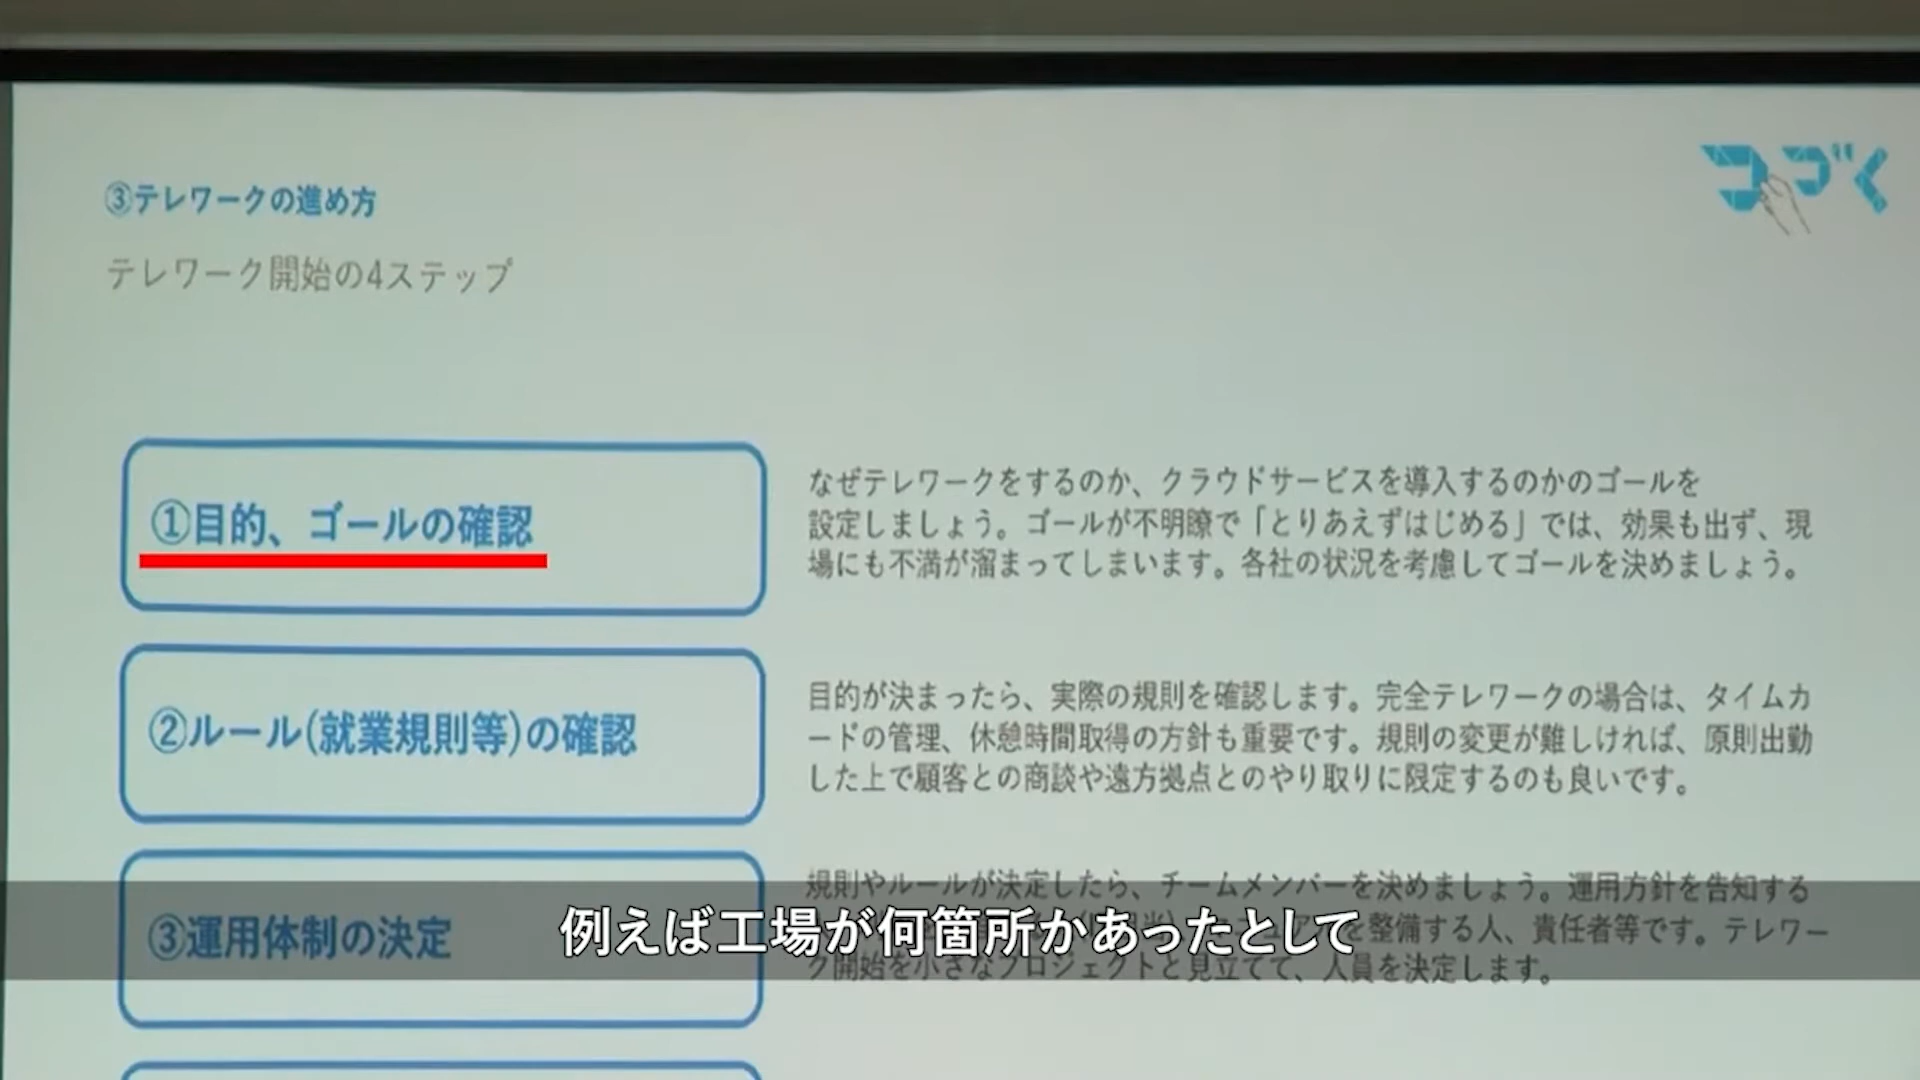 ③テレワークの進め方
コづく
テレワーク開始の4ステップ
①目的、ゴールの確認
なぜテレワークをするのか、クラウドサービスを導入するのかのゴールを
設定しましょう。ゴールが不明瞭で「とりあえずはじめる」では、効果も出ず、現
場にも不満が溜まってしまいます。各社の状況を考慮してゴールを決めましょう。
②ルール(就業規則等)の確認
目的が決まったら、実際の規則を確認します。完全テレワークの場合は、タイムカ
ードの管理、休憩時間取得の方針も重要です。規則の変更が難しければ、原則出勤
した上で顧客との商談や遠方拠点とのやり取りに限定するのも良いです。
③運用体制の決定
規則やルールが決定したら、チームメンバーを決めましょう。運用方針を告知する
を整備する人、責任者等です。テレワー
ク開始を小さなプロジェクトと見立てて、人員を決定します。
例えば工場が何箇所かあったとして